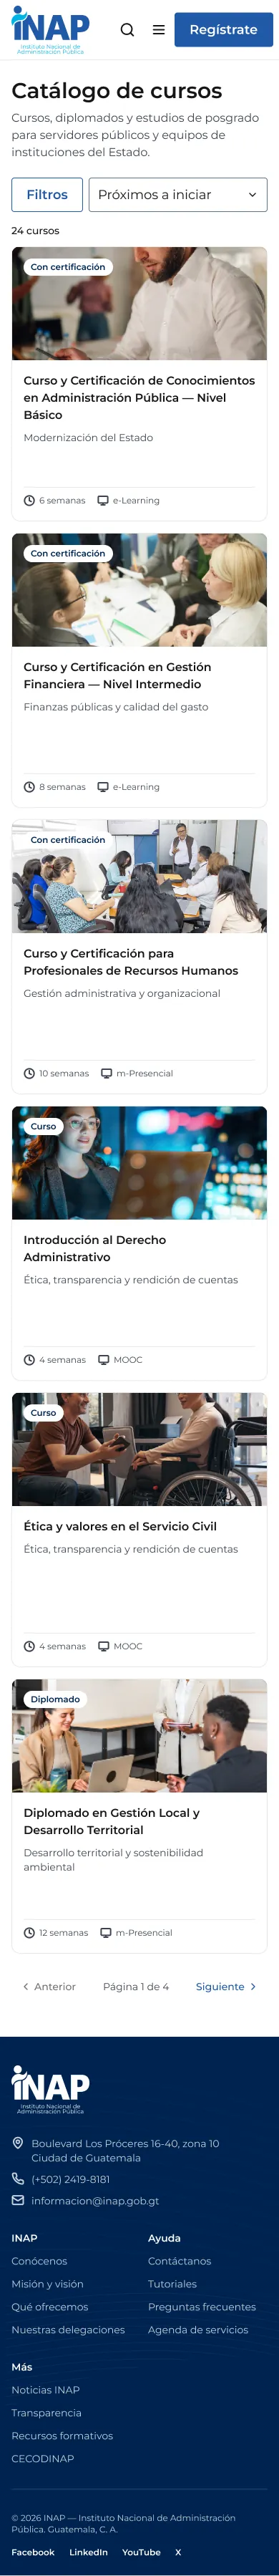 INAP
Instituto Nacional de
Administración Pública
Regístrate
Catálogo de cursos
Cursos, diplomados y estudios de posgrado
para servidores públicos y equipos de
instituciones del Estado.
Filtros
Próximos a iniciar
24 cursos
Con certificación
Curso y Certificación de Conocimientos
en Administración Pública — Nivel
Básico
Modernización del Estado
6 semanas
e-Learning
Con certificación
Curso y Certificación en Gestión
Financiera — Nivel Intermedio
Finanzas públicas y calidad del gasto
8 semanas
e-Learning
Con certificación
Curso y Certificación para
Profesionales de Recursos Humanos
Gestión administrativa y organizacional
10 semanas
m-Presencial
Curso
Introducción al Derecho
Administrativo
Ética, transparencia y rendición de cuentas
4 semanas
MOOC
Curso
Ética y valores en el Servicio Civil
Ética, transparencia y rendición de cuentas
4 semanas
MOOC
Diplomado
Diplomado en Gestión Local y
Desarrollo Territorial
Desarrollo territorial y sostenibilidad
ambiental
12 semanas
m-Presencial
Anterior
Página 1 de 4
Siguiente
INAP
Instituto Nacional de
Administración Pública
Boulevard Los Próceres 16-40, zona 10
Ciudad de Guatemala
(+502) 2419-8181
informacion@inap.gob.gt
INAP
Conócenos
Misión y visión
Qué ofrecemos
Nuestras delegaciones
Ayuda
Contáctanos
Tutoriales
Preguntas frecuentes
Agenda de servicios
Más
Noticias INAP
Transparencia
Recursos formativos
CECODINAP
© 2026 INAP — Instituto Nacional de Administración
Pública. Guatemala, C. A.
Facebook
LinkedIn
YouTube
X